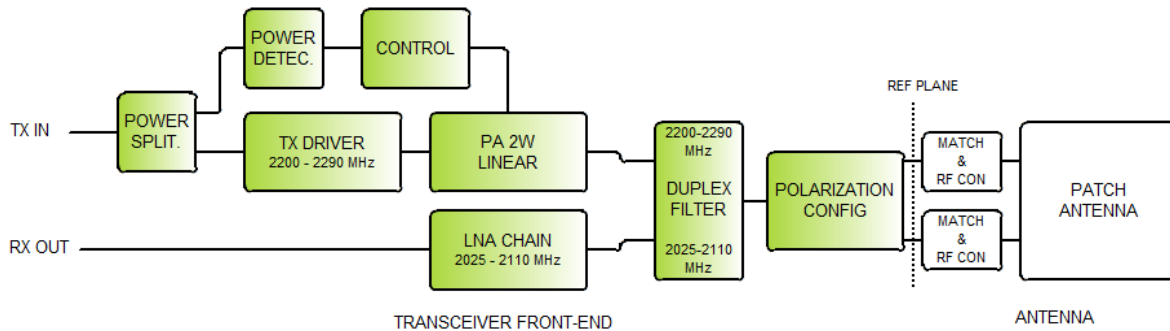 POWER
DETEC.
CONTROL
REF PLANE
TX IN
POWER
SPLIT.
TX DRIVER
2200 - 2290 MHz
PA 2W
LINEAR
2200-2290
MHz
DUPLEX
FILTER
2025-2110
MHz
POLARIZATION
CONFIG
MATCH
&
RF CON
PATCH
ANTENNA
RX OUT
LNA CHAIN
2025 - 2110 MHz
MATCH
&
RF CON
TRANSCEIVER FRONT-END
ANTENNA